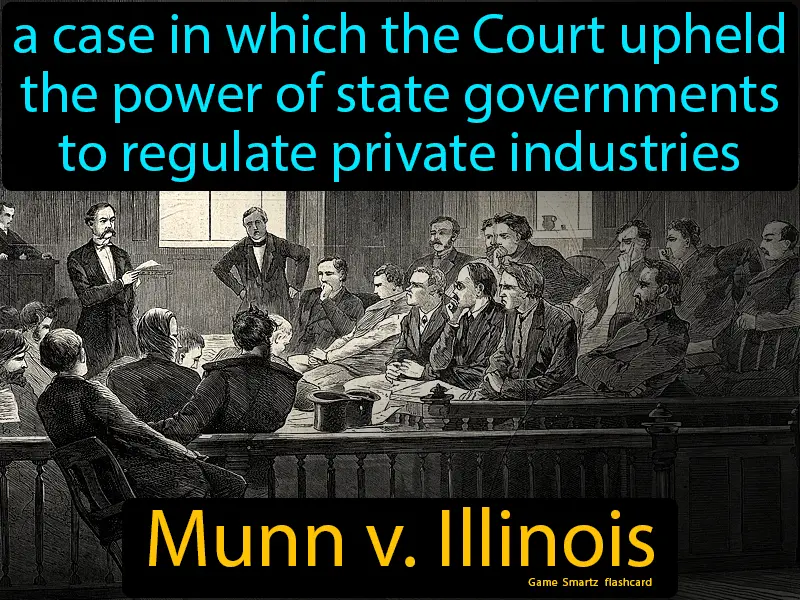 a case in which the Court upheld
the power of state governments
to regulate private industries
Munn v. Illinois
Game Smartz flashcard